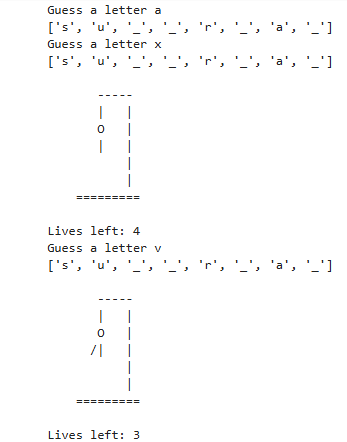 Guess a letter a
['s', 'u', '_', '_', 'r', '_', 'a', '_']
Guess a letter x
['s', 'u', '_', '_', 'r', '_', 'a', '_']
      -----
      |   |
      O   |
      |   |
          |
          |
   =========
Lives left: 4
Guess a letter v
['s', 'u', '_', '_', 'r', '_', 'a', '_']
      -----
      |   |
      O   |
     /|   |
          |
          |
   =========
Lives left: 3